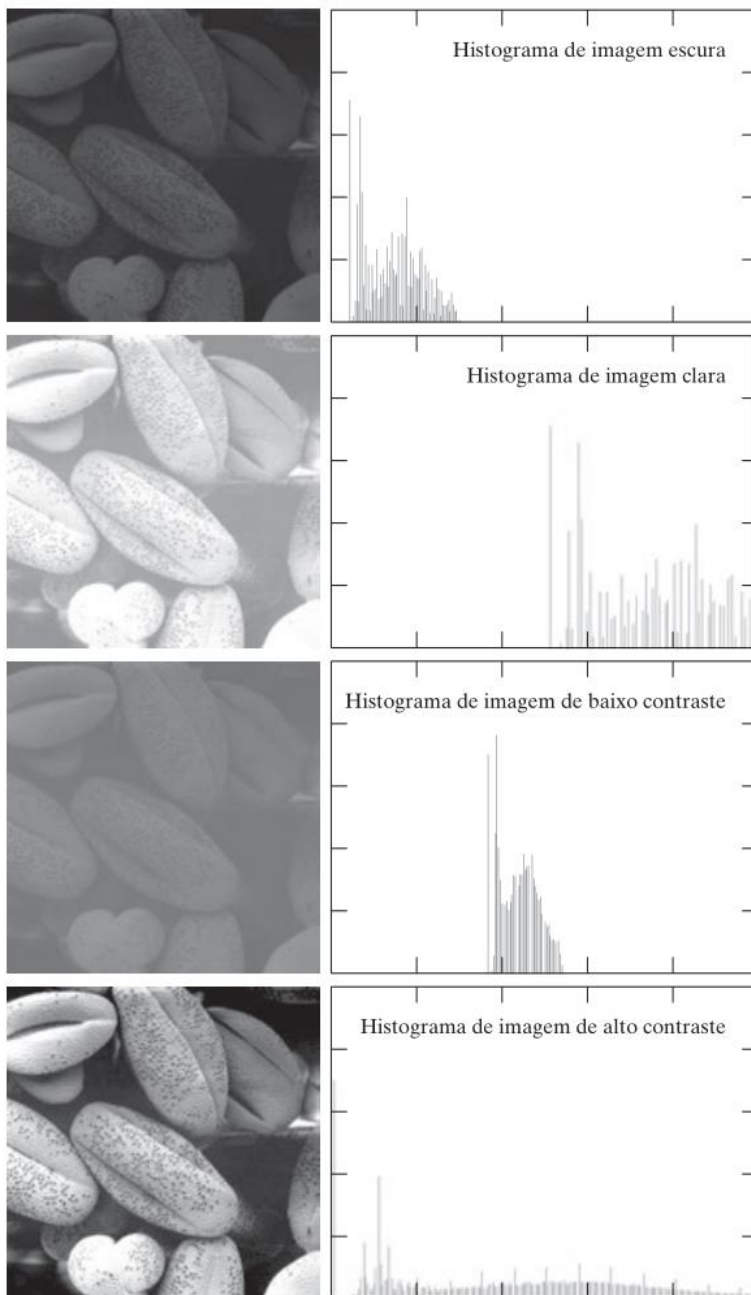 Histograma de imagem escura
Histograma de imagem clara
Histograma de imagem de baixo contraste
Histograma de imagem de alto contraste